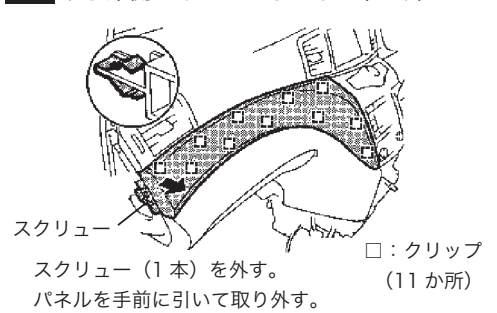 スクリュー
□：クリップ
（11 か所）
スクリュー（1 本）を外す。
パネルを手前に引いて取り外す。